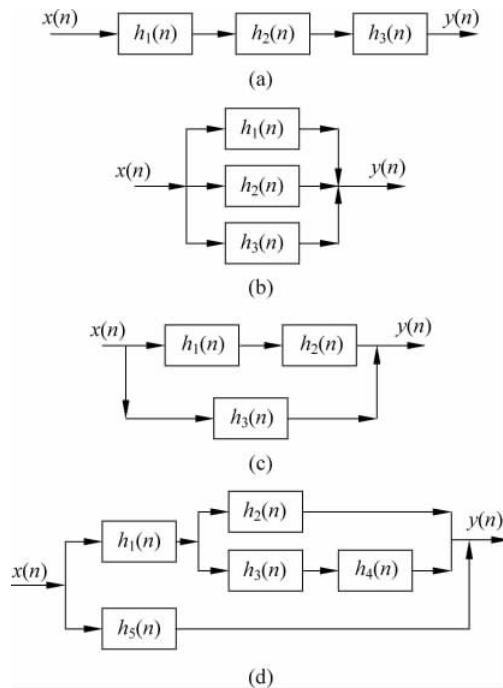 x(n) h₁(n) h₂(n) h₃(n) y(n)
(a)
h₁(n)
x(n) h₂(n) y(n)
h₃(n)
(b)
x(n) h₁(n) h₂(n) y(n)
h₃(n)
(c)
h₂(n) y(n)
h₁(n)
h₃(n) h₄(n)
x(n)
h₅(n)
(d)